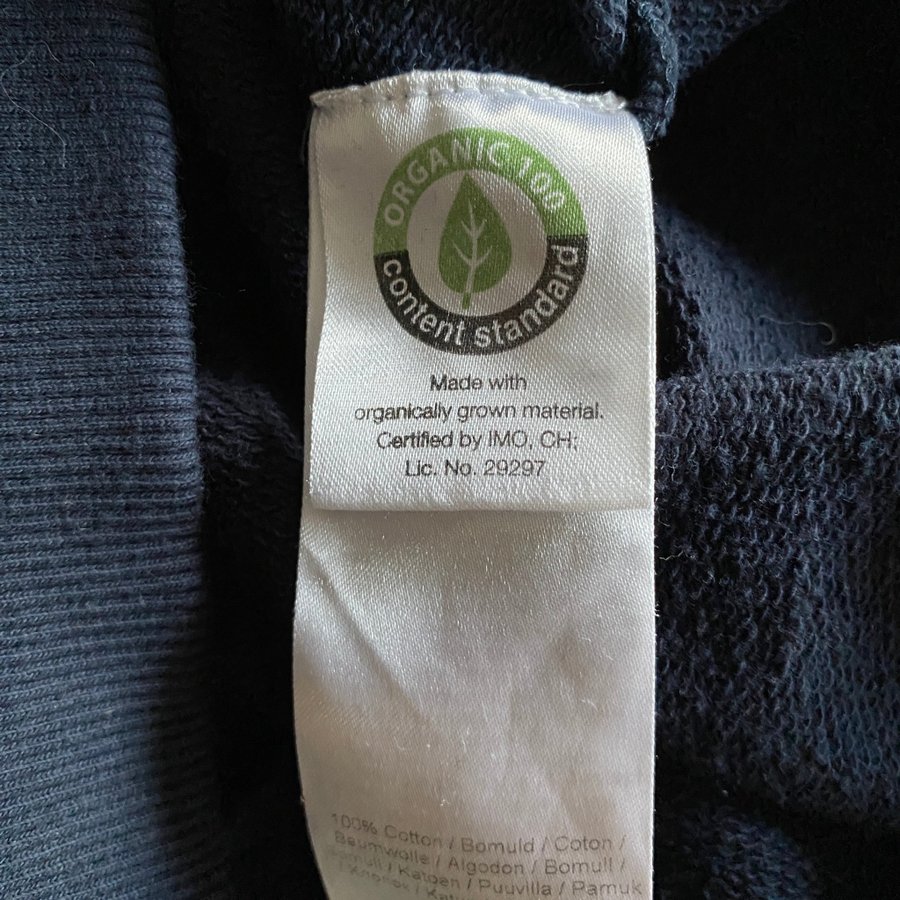 ORGANIC 100
content standard
Made with
organically grown material.
Certified by IMO, CH;
Lic. No. 29297
100% Cotton / Bomuld / Coton /
Baumwolle / Algodon / Bomull /
/ Katoen / Puuvilla / Pamuk